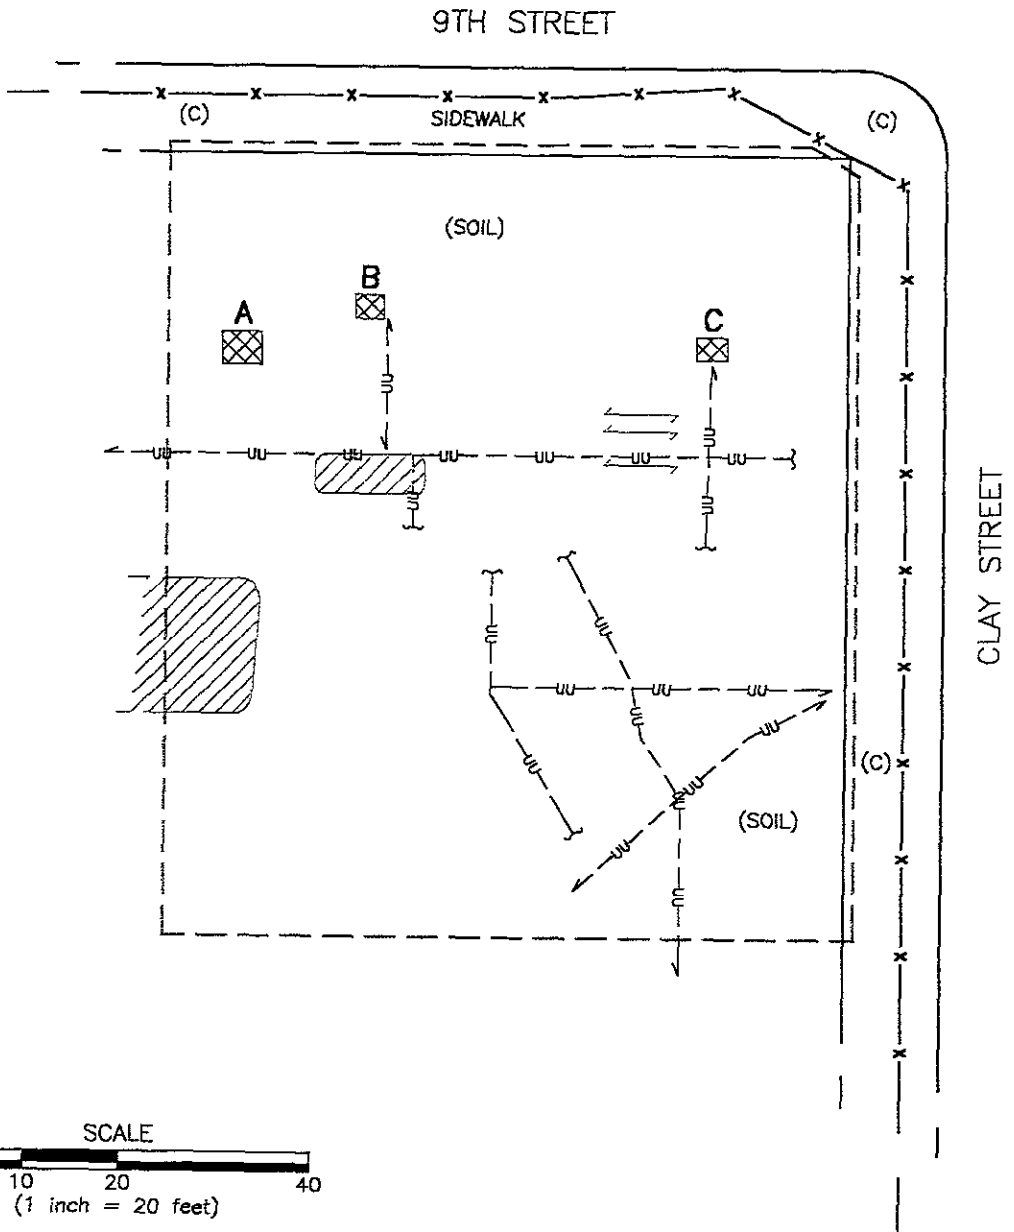 9TH STREET
(C)
SIDEWALK
(C)
(SOIL)
B
A
C
CLAY STREET
(C)
(SOIL)
SCALE
10 20 40
(1 inch = 20 feet)